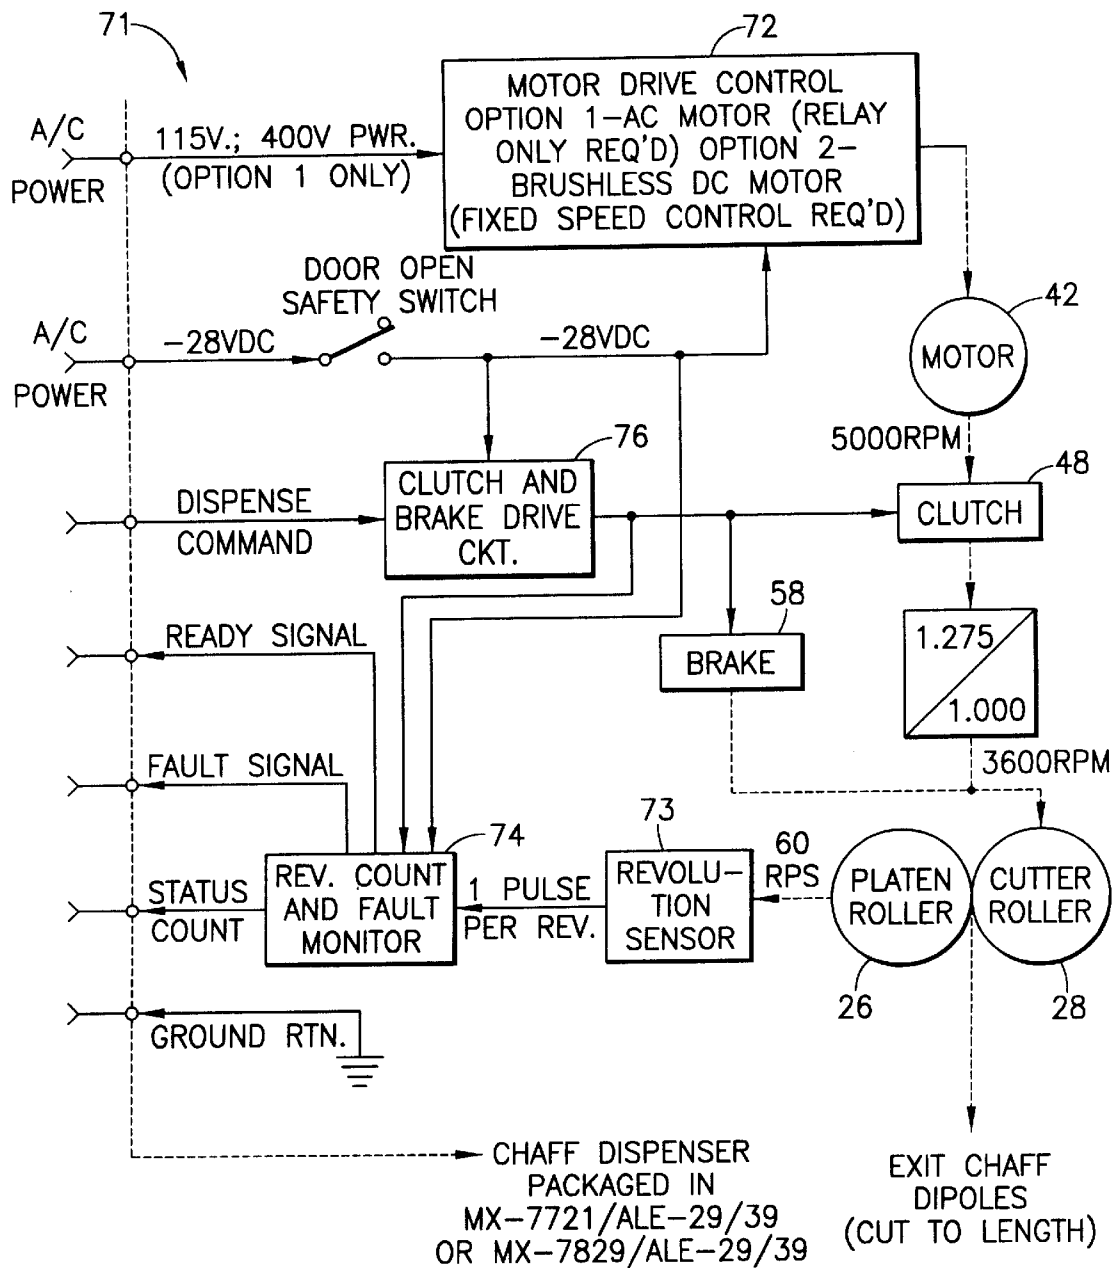 71
72
MOTOR DRIVE CONTROL
OPTION 1-AC MOTOR (RELAY
ONLY REQ'D) OPTION 2-
BRUSHLESS DC MOTOR
(FIXED SPEED CONTROL REQ'D)
A/C
POWER
115V.; 400V PWR.
(OPTION 1 ONLY)
DOOR OPEN
SAFETY SWITCH
A/C
POWER
-28VDC
-28VDC
42
MOTOR
5000RPM
76
CLUTCH AND
BRAKE DRIVE
CKT.
48
CLUTCH
DISPENSE
COMMAND
58
BRAKE
1.275
1.000
READY SIGNAL
3600RPM
FAULT SIGNAL
74
REV. COUNT
AND FAULT
MONITOR
STATUS
COUNT
1 PULSE
PER REV.
73
REVOLU-
TION
SENSOR
60
RPS
PLATEN
ROLLER
CUTTER
ROLLER
26
28
GROUND RTN.
CHAFF DISPENSER
PACKAGED IN
MX-7721/ALE-29/39
OR MX-7829/ALE-29/39
EXIT CHAFF
DIPOLES
(CUT TO LENGTH)